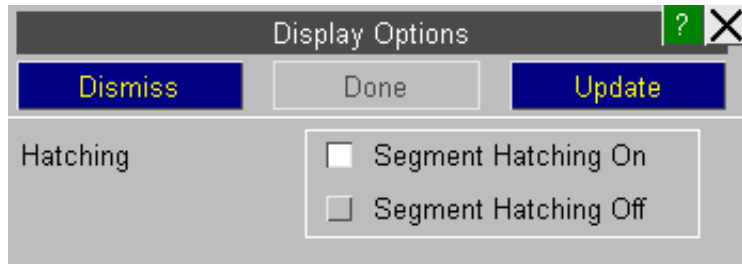 Display Options ?
Dismiss Done Update
Hatching Segment Hatching On
Segment Hatching Off